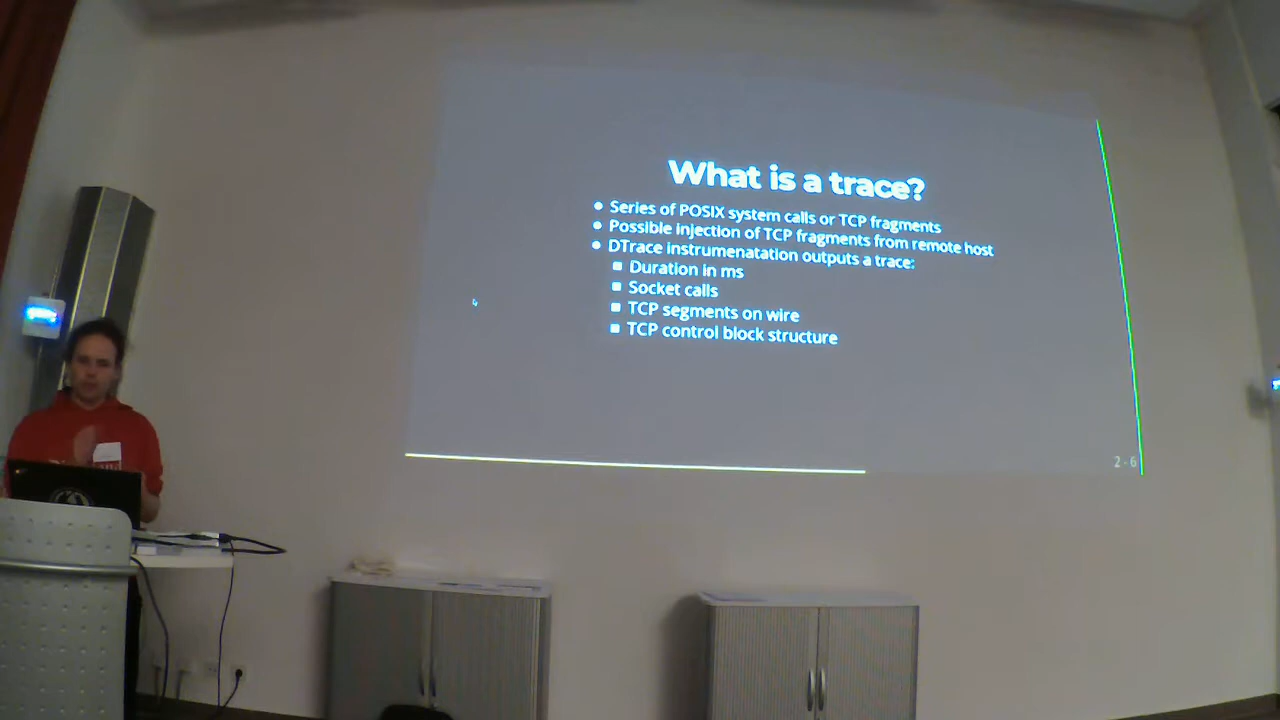 What is a trace?
Series of POSIX system calls or TCP fragments
Possible injection of TCP fragments from remote host
DTrace instrumenatation outputs a trace:
Duration in ms
Socket calls
TCP segments on wire
TCP control block structure
2-6